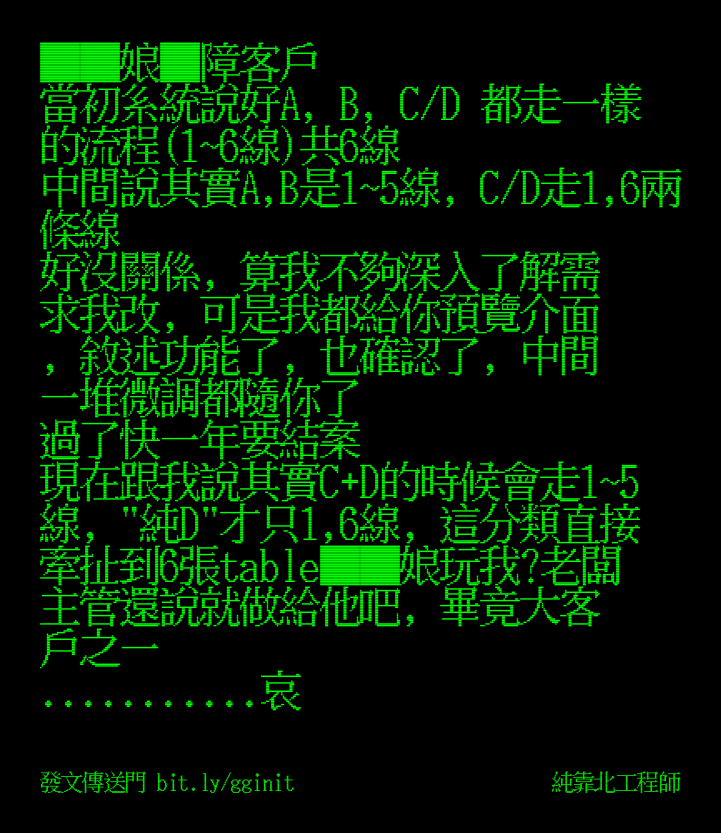 ████娘██障客戶
當初系統說好A, B, C/D 都走一樣
的流程(1~6線)共6線
中間說其實A,B是1~5線, C/D走1,6兩
條線
好沒關係, 算我不夠深入了解需
求我改, 可是我都給你預覽介面
, 敘述功能了, 也確認了, 中間
一堆微調都隨你了
過了快一年要結案
現在跟我說其實C+D的時候會走1~5
線, "純D"才只1,6線, 這分類直接
牽扯到6張table████娘玩我?老闆
主管還說就做給他吧, 畢竟大客
戶之一
...........哀
發文傳送門 bit.ly/gginit
純靠北工程師